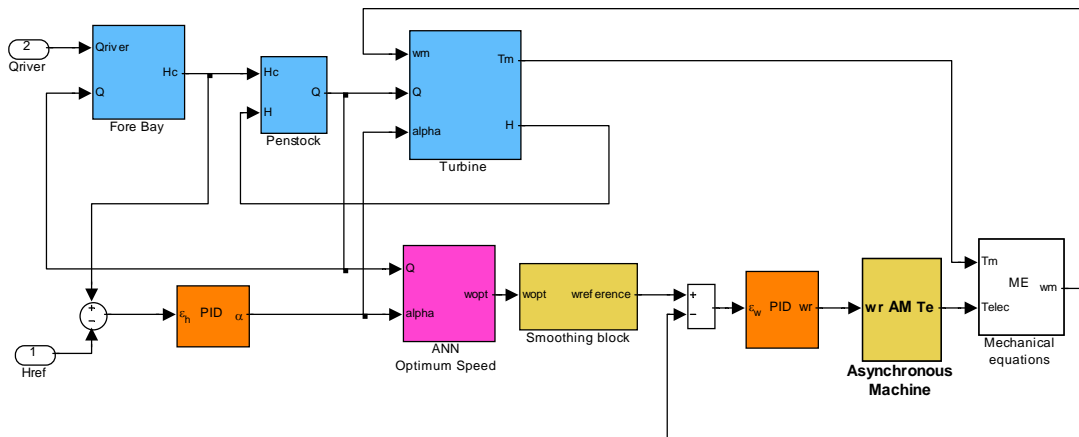 2
Qriver
Qriver
Q
Hc
Fore Bay
Hc
H
Q
Penstock
wm
Q
alpha
Tm
H
Turbine
+
−
1
Href
εh PID α
Q
alpha
wopt
ANN
Optimum Speed
wopt wreference
Smoothing block
+
−
εw PID wr
wr AM Te
Asynchronous
Machine
Tm
Telec
ME
wm
Mechanical
equations